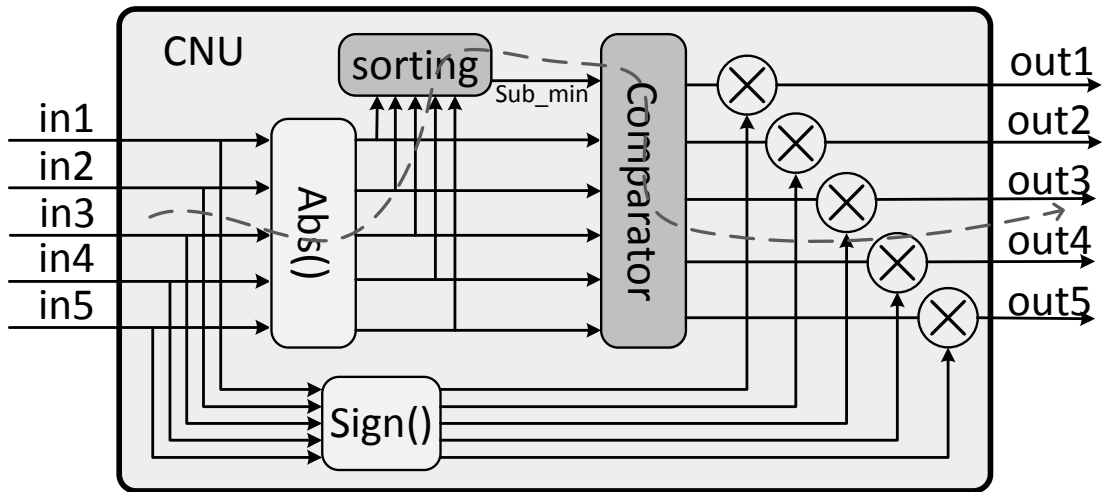 CNU
sorting
Sub_min
Comparator
in1
in2
in3
in4
in5
Abs()
Sign()
out1
out2
out3
out4
out5